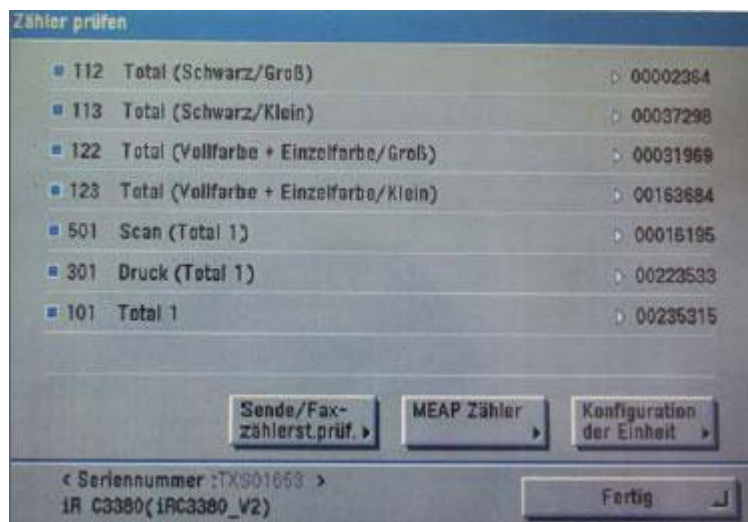 Zähler prüfen
112 Total (Schwarz/Groß) 00002364
113 Total (Schwarz/Klein) 00037298
122 Total (Vollfarbe + Einzelfarbe/Groß) 00031969
123 Total (Vollfarbe + Einzelfarbe/Klein) 00163684
501 Scan (Total 1) 00016195
301 Druck (Total 1) 00223533
101 Total 1 00235315
Sende/Fax-
zählerst.prüf.
MEAP Zähler
Konfiguration
der Einheit
< Seriennummer :TXS01653 >
iR C3380(iRC3380_V2)
Fertig